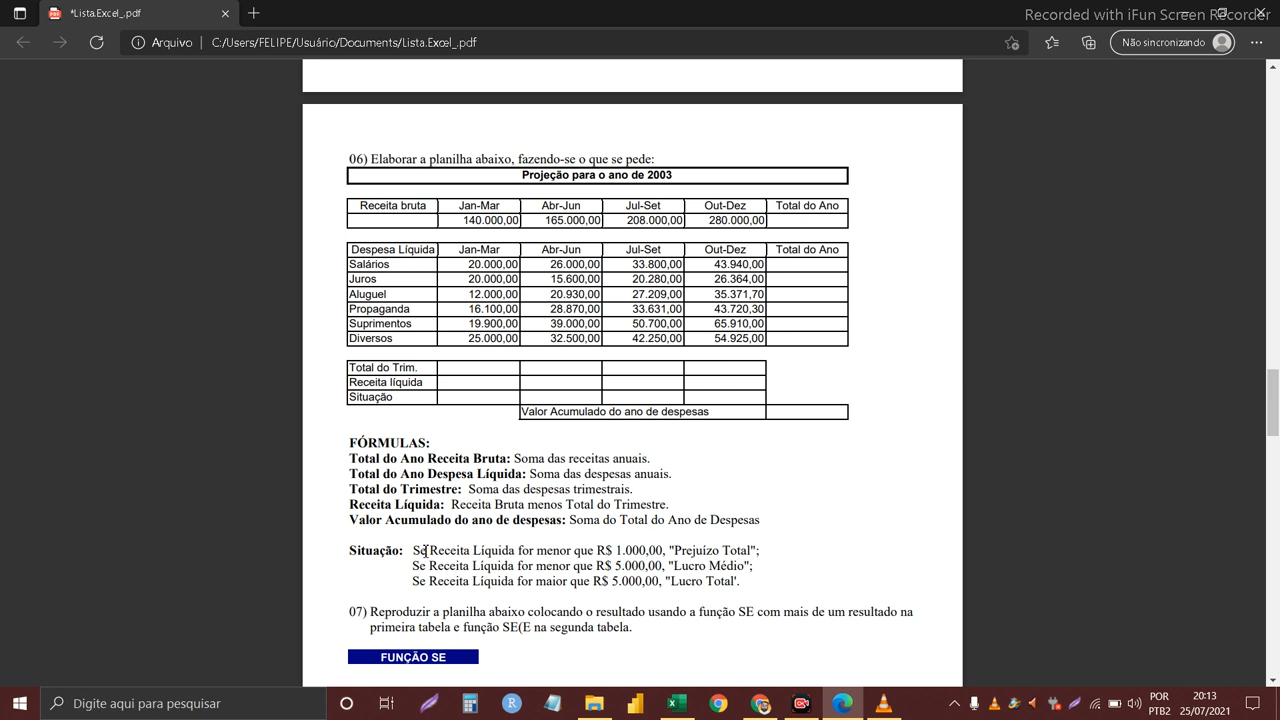 *Lista.Excel_.pdf
Recorded with iFun Screen Recorder
Arquivo C:/Users/FELIPE/Usuário/Documents/Lista.Excel_.pdf
Não sincronizando
06) Elaborar a planilha abaixo, fazendo-se o que se pede:
Projeção para o ano de 2003
Receita bruta Jan-Mar Abr-Jun Jul-Set Out-Dez Total do Ano
140.000,00 165.000,00 208.000,00 280.000,00
Despesa Líquida Jan-Mar Abr-Jun Jul-Set Out-Dez Total do Ano
Salários 20.000,00 26.000,00 33.800,00 43.940,00
Juros 20.000,00 15.600,00 20.280,00 26.364,00
Aluguel 12.000,00 20.930,00 27.209,00 35.371,70
Propaganda 16.100,00 28.870,00 33.631,00 43.720,30
Suprimentos 19.900,00 39.000,00 50.700,00 65.910,00
Diversos 25.000,00 32.500,00 42.250,00 54.925,00
Total do Trim.
Receita líquida
Situação
Valor Acumulado do ano de despesas
FÓRMULAS:
Total do Ano Receita Bruta: Soma das receitas anuais.
Total do Ano Despesa Líquida: Soma das despesas anuais.
Total do Trimestre: Soma das despesas trimestrais.
Receita Líquida: Receita Bruta menos Total do Trimestre.
Valor Acumulado do ano de despesas: Soma do Total do Ano de Despesas
Situação: Se Receita Líquida for menor que R$ 1.000,00, "Prejuízo Total";
Se Receita Líquida for menor que R$ 5.000,00, "Lucro Médio";
Se Receita Líquida for maior que R$ 5.000,00, "Lucro Total'.
07) Reproduzir a planilha abaixo colocando o resultado usando a função SE com mais de um resultado na
primeira tabela e função SE(E na segunda tabela.
FUNÇÃO SE
Digite aqui para pesquisar
POR
PTB2
20:13
25/07/2021